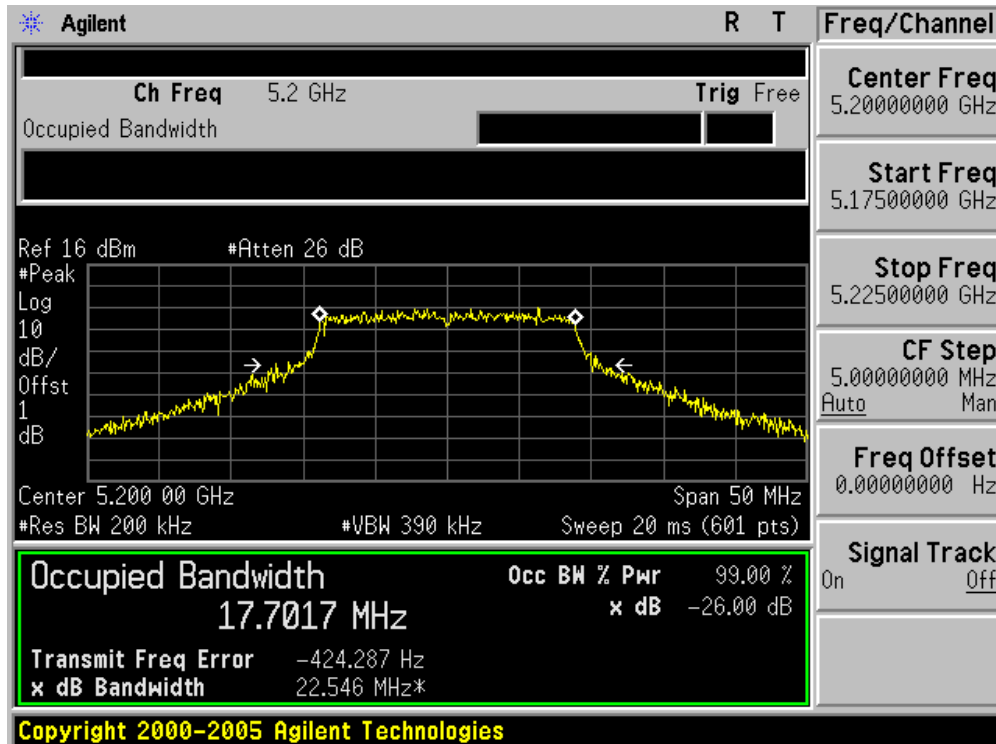 Agilent R T
Ch Freq 5.2 GHz Trig Free
Occupied Bandwidth
Ref 16 dBm #Atten 26 dB
#Peak
Log
10
dB/
Offst
1
dB
Center 5.200 00 GHz Span 50 MHz
#Res BW 200 kHz #VBW 390 kHz Sweep 20 ms (601 pts)
Occupied Bandwidth
17.7017 MHz
Occ BW % Pwr 99.00 %
x dB -26.00 dB
Transmit Freq Error -424.287 Hz
x dB Bandwidth 22.546 MHz*
Copyright 2000-2005 Agilent Technologies
Freq/Channel
Center Freq
5.20000000 GHz
Start Freq
5.17500000 GHz
Stop Freq
5.22500000 GHz
CF Step
5.00000000 MHz
Auto Man
Freq Offset
0.00000000 Hz
Signal Track
On Off